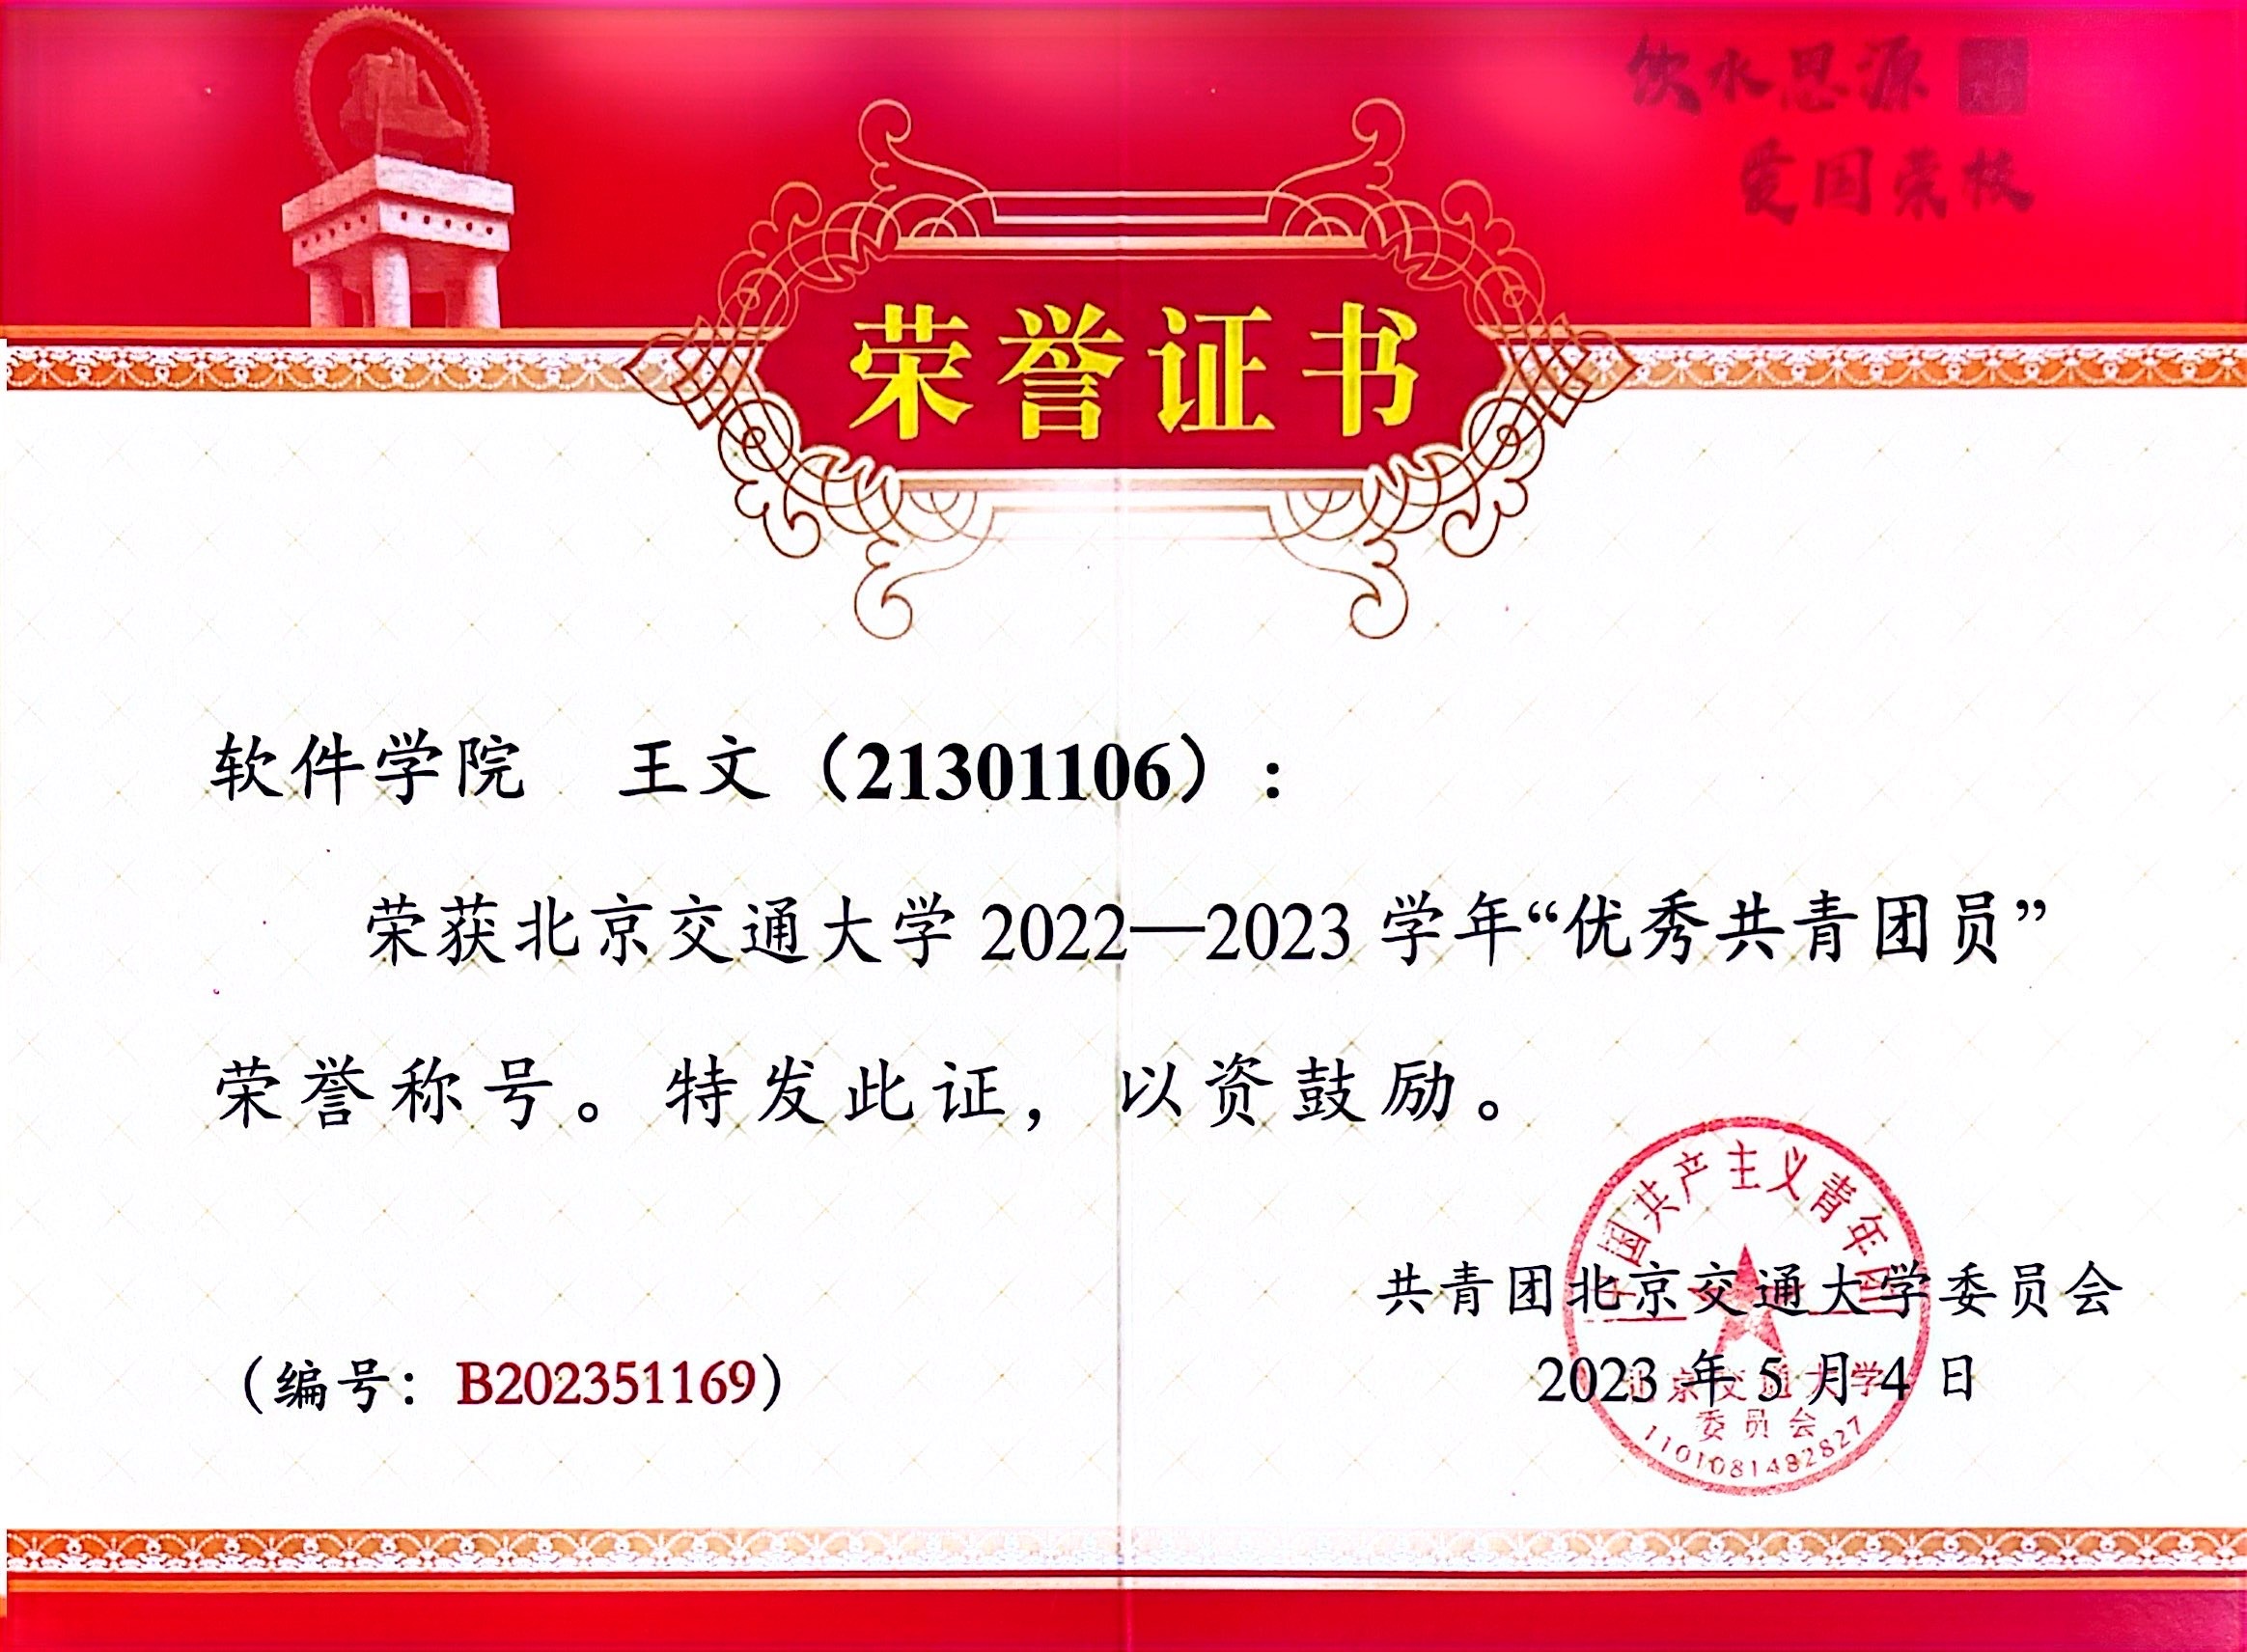 饮水思源
爱国荣校
荣誉证书
软件学院 王文（21301106）：
荣获北京交通大学 2022—2023 学年“优秀共青团员”
荣誉称号。特发此证，以资鼓励。
中国共产主义青年团
共青团北京交通大学委员会
（编号：B202351169）
2023 年 5 月 4 日
北京交通大学
委员会
1101081482827